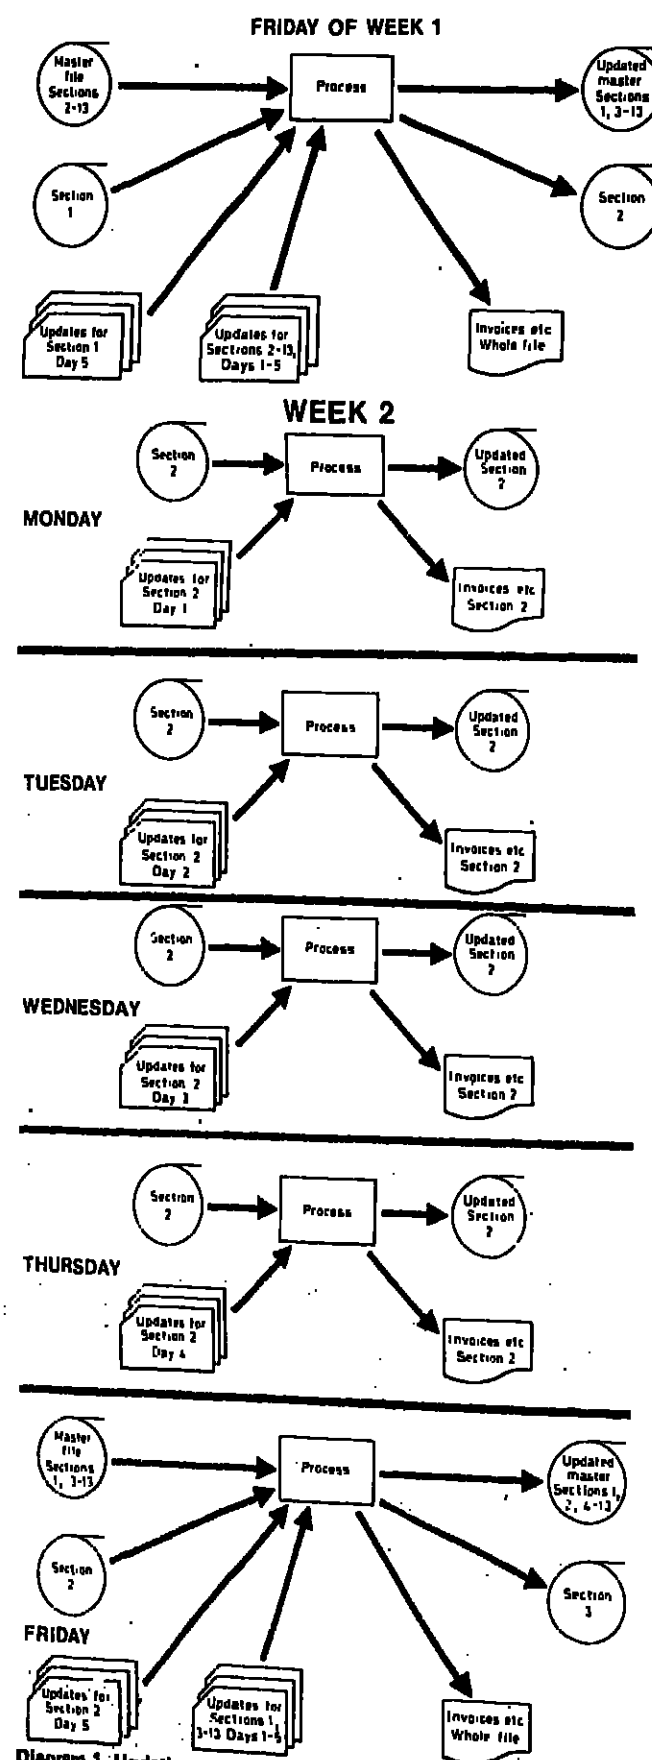 FRIDAY OF WEEK 1
Master
file
Sections
2-13
Process
Updated
master
Sections
1, 3-13
Section
1
Section
2
Updates for
Section 1
Day 5
Updates for
Sections 2-13,
Days 1-5
Invoices etc
Whole file
WEEK 2
Section
2
Process
Updated
Section
2
MONDAY
Updates for
Section 2
Day 1
Invoices etc
Section 2
Section
2
Process
Updated
Section
2
TUESDAY
Updates for
Section 2
Day 2
Invoices etc
Section 2
Section
2
Process
Updated
Section
2
WEDNESDAY
Updates for
Section 2
Day 3
Invoices etc
Section 2
Section
2
Process
Updated
Section
2
THURSDAY
Updates for
Section 2
Day 4
Invoices etc
Section 2
Master
file
Sections
1, 3-13
Process
Updated
master
Sections 1,
2, 4-13
Section
2
Section
3
FRIDAY
Updates for
Section 2
Day 5
Updates for
Sections 1,
3-13 Days 1-5
Invoices etc
Whole file
Diagram 1